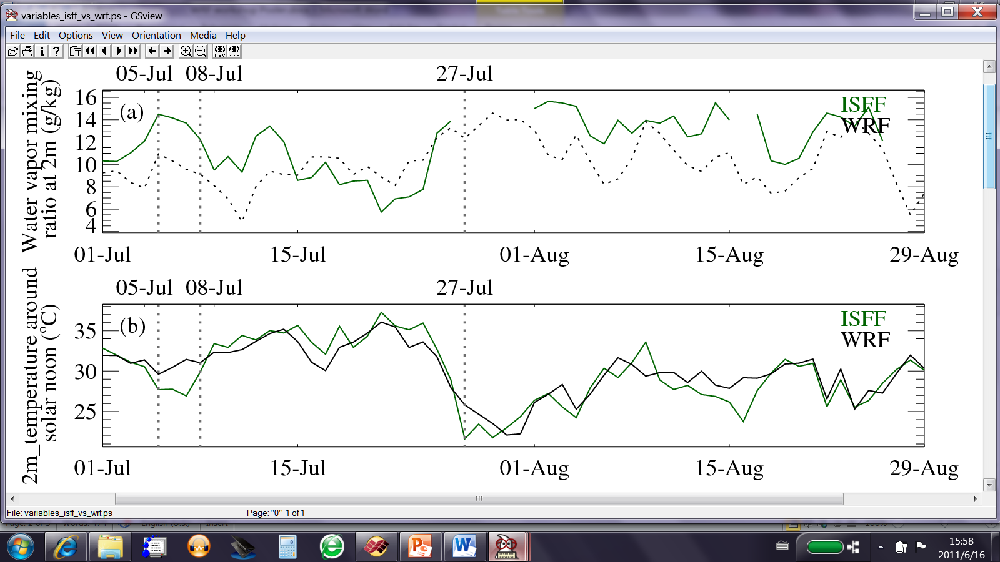 variables_isff_vs_wrf.ps - GSview
File Edit Options View Orientation Media Help
05-Jul 08-Jul 27-Jul
Water vapor mixing
ratio at 2m (g/kg)
16
14
12
10
8
6
4
(a)
ISFF
WRF
01-Jul 15-Jul 01-Aug 15-Aug 29-Aug
05-Jul 08-Jul 27-Jul
2m_temperature around
solar noon (°C)
35
30
25
(b)
ISFF
WRF
01-Jul 15-Jul 01-Aug 15-Aug 29-Aug
File: variables_isff_vs_wrf.ps Page: "0" 1 of 1
15:58
2011/6/16